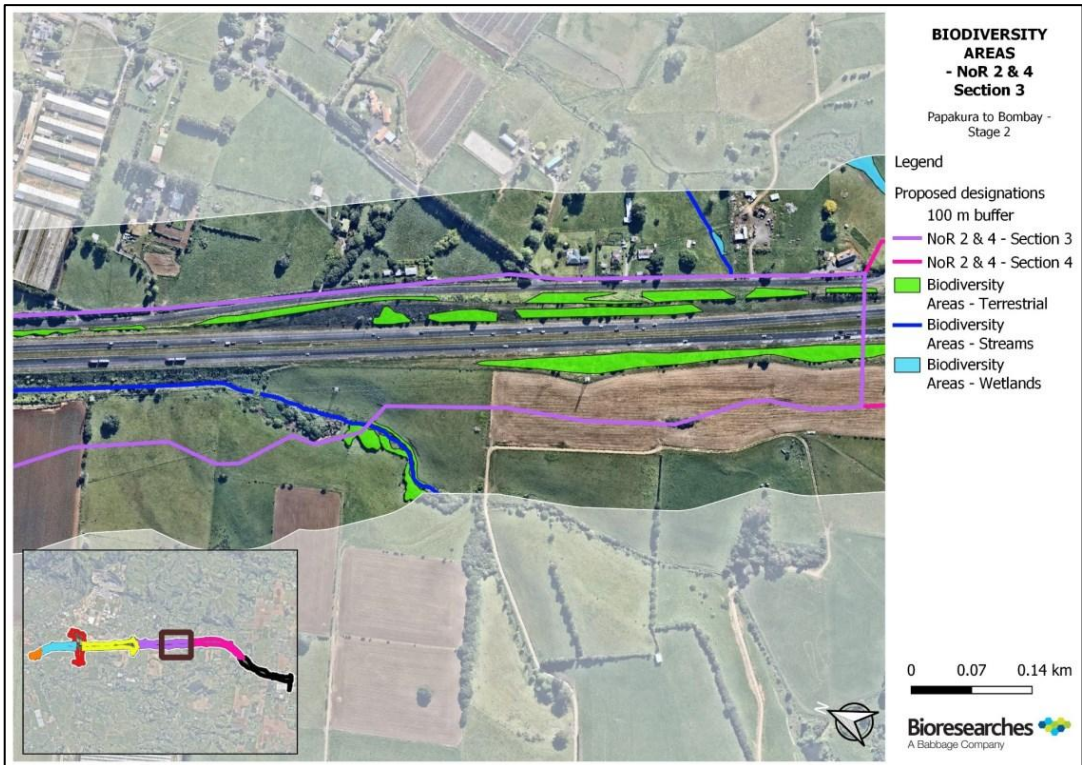 BIODIVERSITY
AREAS
- NoR 2 & 4
Section 3
Papakura to Bombay -
Stage 2
Legend
Proposed designations
100 m buffer
NoR 2 & 4 - Section 3
NoR 2 & 4 - Section 4
Biodiversity
Areas - Terrestrial
Biodiversity
Areas - Streams
Biodiversity
Areas - Wetlands
0 0.07 0.14 km
N
Bioresearches
A Babbage Company